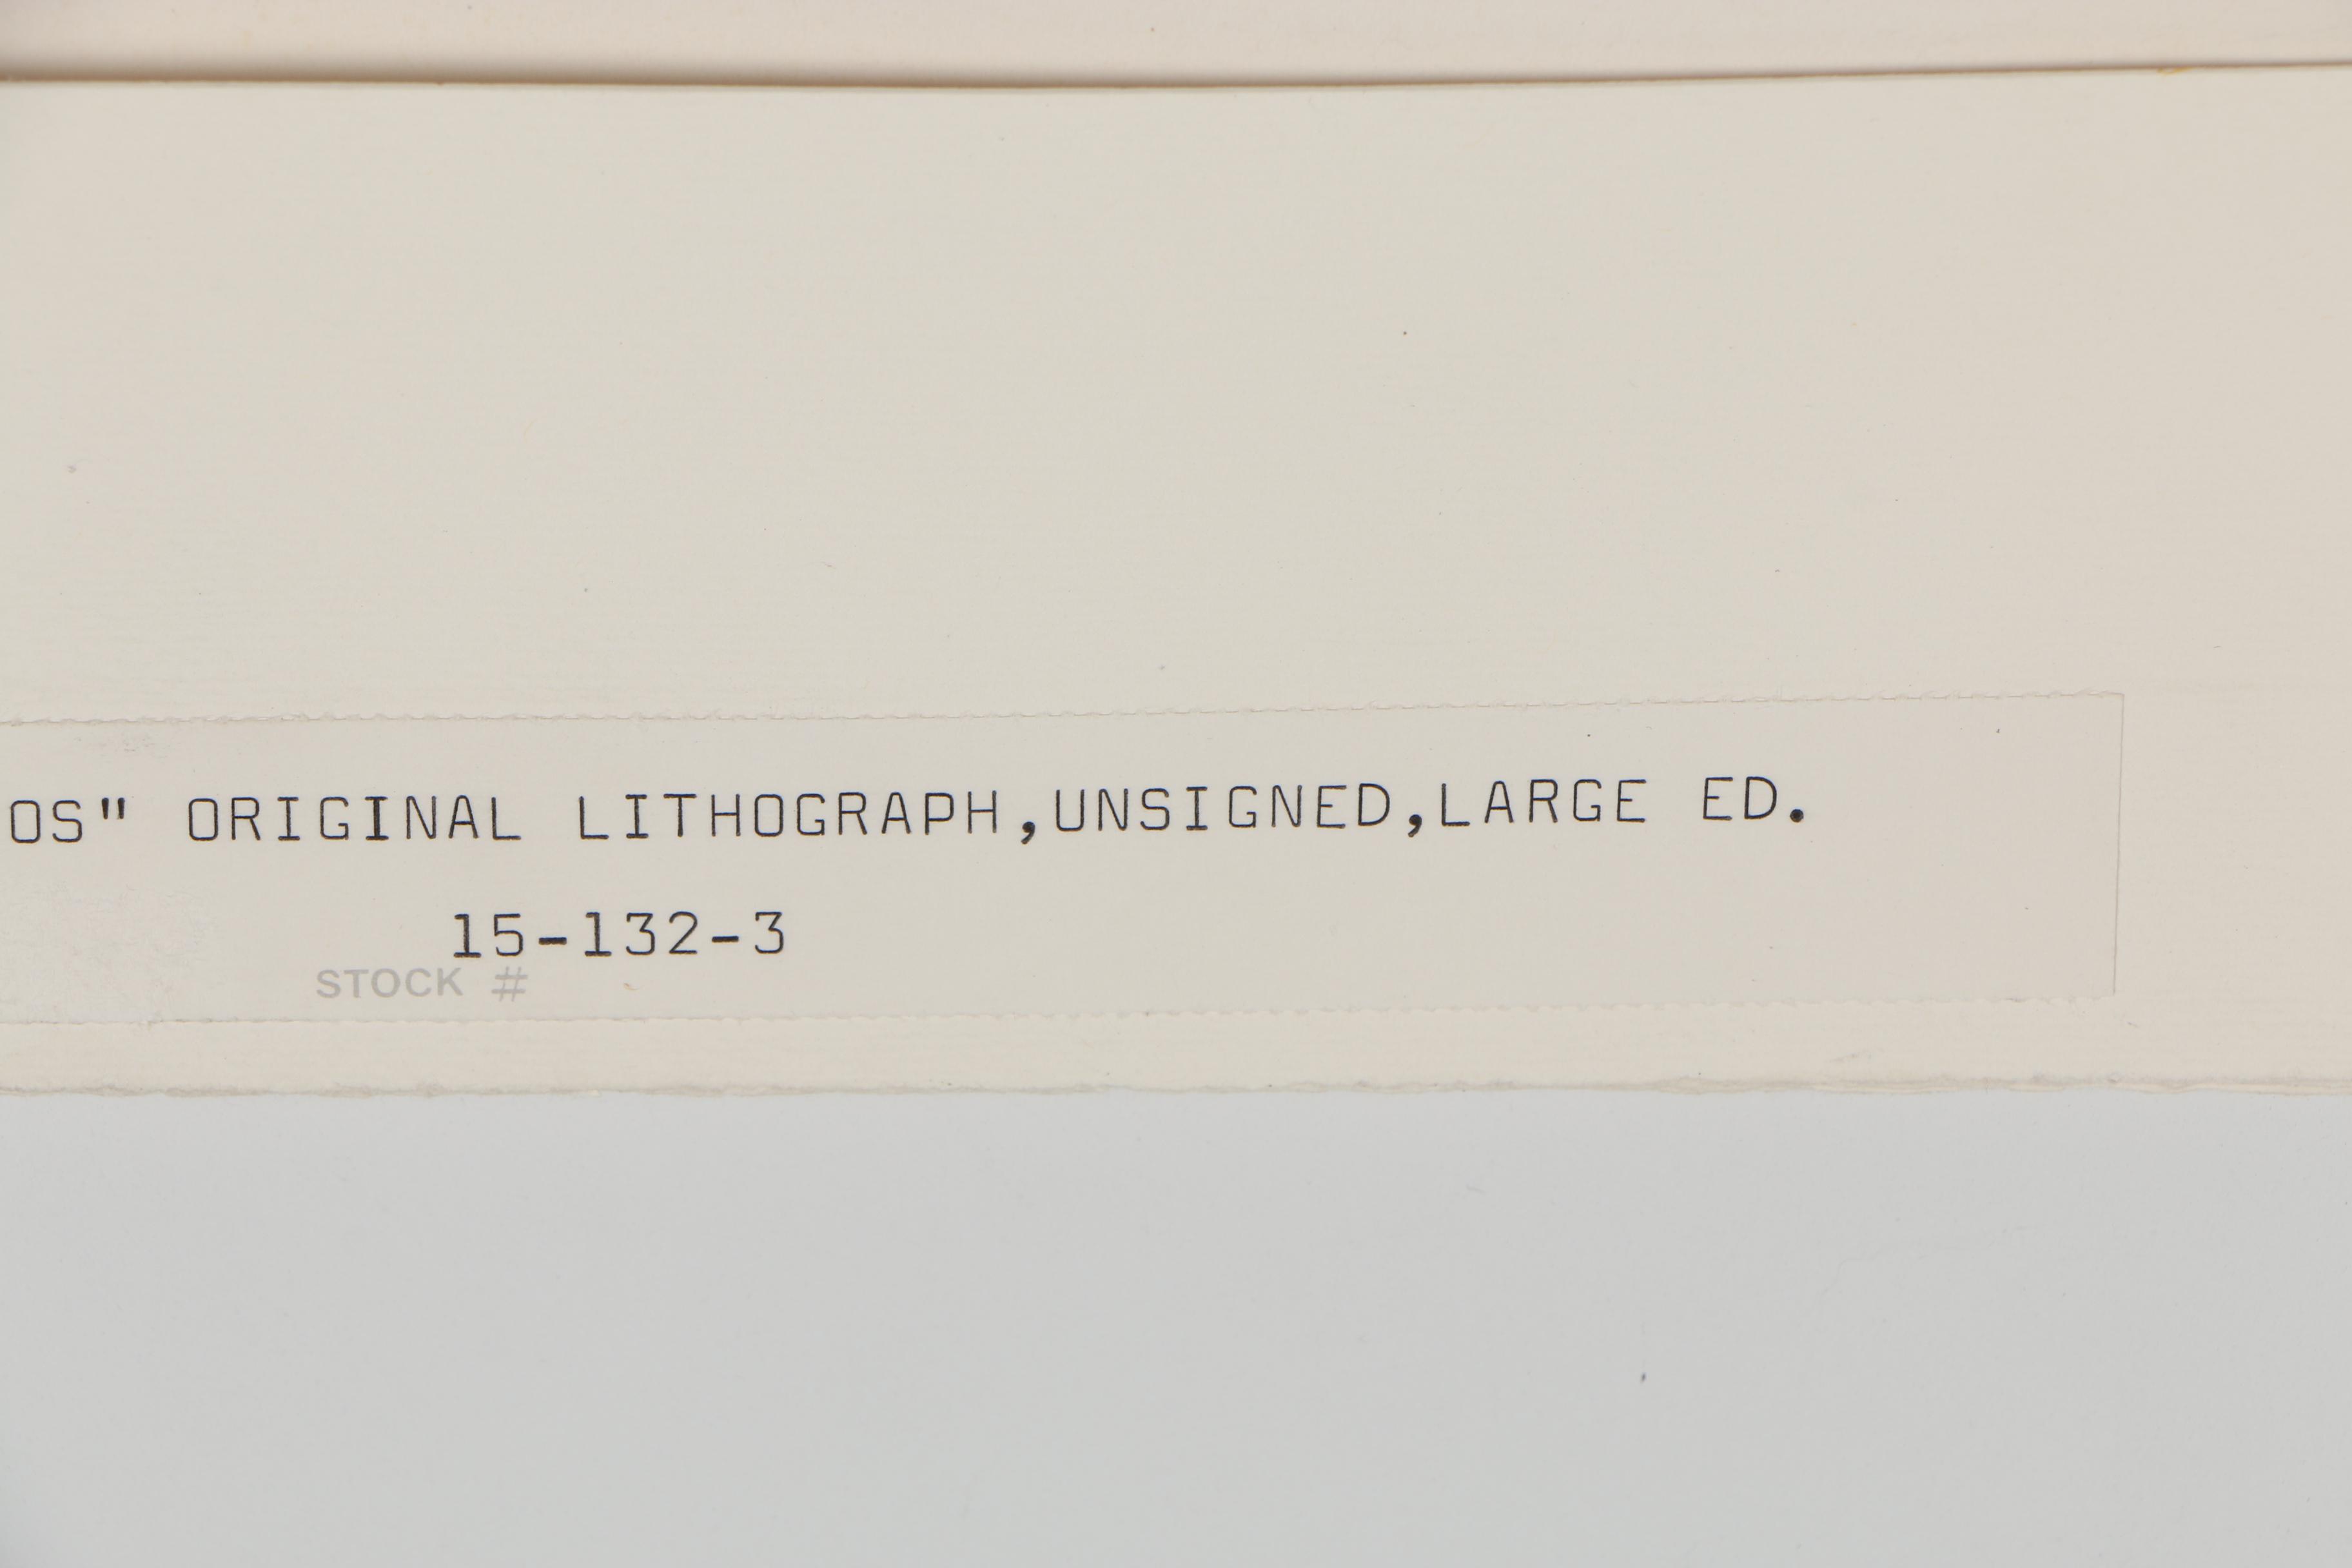 OS" ORIGINAL LITHOGRAPH,UNSIGNED,LARGE ED.
15-132-3
STOCK #